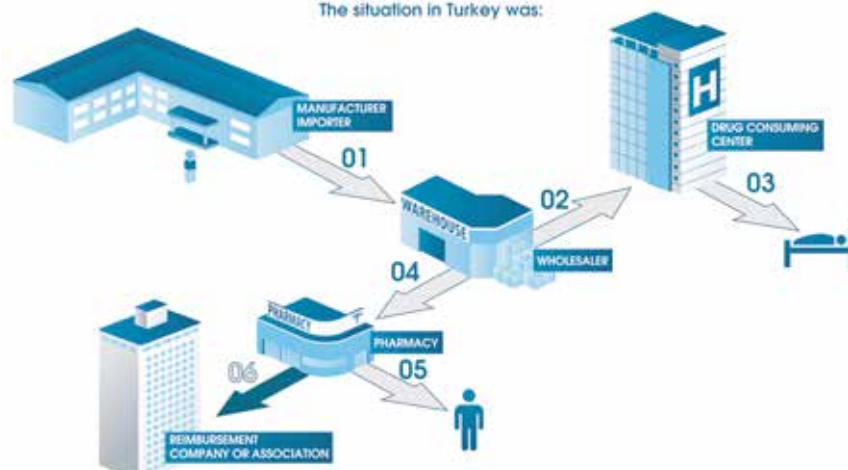 The situation in Turkey was:
MANUFACTURER
IMPORTER
01
WAREHOUSE
WHOLESALER
02
H
DRUG CONSUMING
CENTER
03
04
PHARMACY
PHARMACY
05
06
REIMBURSEMENT
COMPANY OR ASSOCIATION